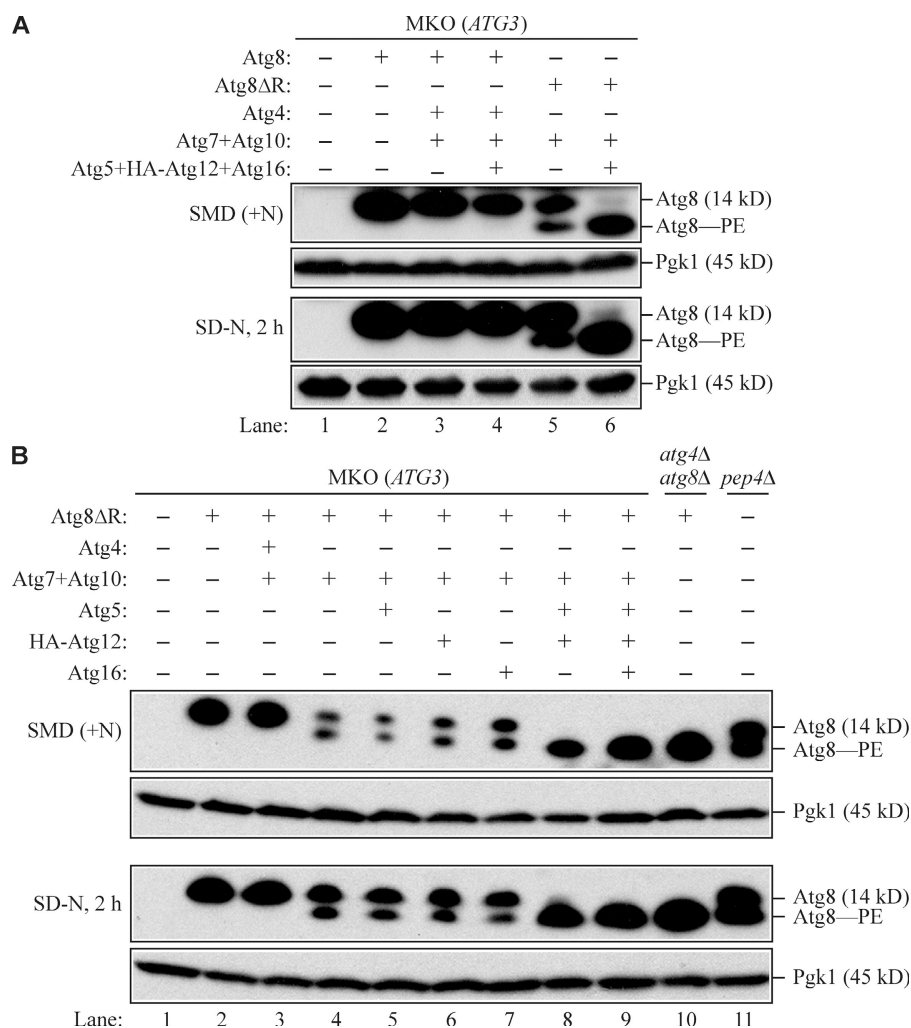 A
MKO (ATG3)
Atg8: – + + + – –
Atg8ΔR: – – – – + +
Atg4: – – + + – –
Atg7+Atg10: – – + + + +
Atg5+HA-Atg12+Atg16: – – – + – +
SMD (+N)
Atg8 (14 kD)
Atg8—PE
Pgk1 (45 kD)
SD-N, 2 h
Atg8 (14 kD)
Atg8—PE
Pgk1 (45 kD)
Lane: 1 2 3 4 5 6
B
MKO (ATG3) atg4Δ atg8Δ pep4Δ
Atg8ΔR: – + + + + + + + + + –
Atg4: – – + – – – – – – – –
Atg7+Atg10: – – + + + + + + + – –
Atg5: – – – – + – – + + – –
HA-Atg12: – – – – – + – + + – –
Atg16: – – – – – – + – + – –
SMD (+N)
Atg8 (14 kD)
Atg8—PE
Pgk1 (45 kD)
SD-N, 2 h
Atg8 (14 kD)
Atg8—PE
Pgk1 (45 kD)
Lane: 1 2 3 4 5 6 7 8 9 10 11